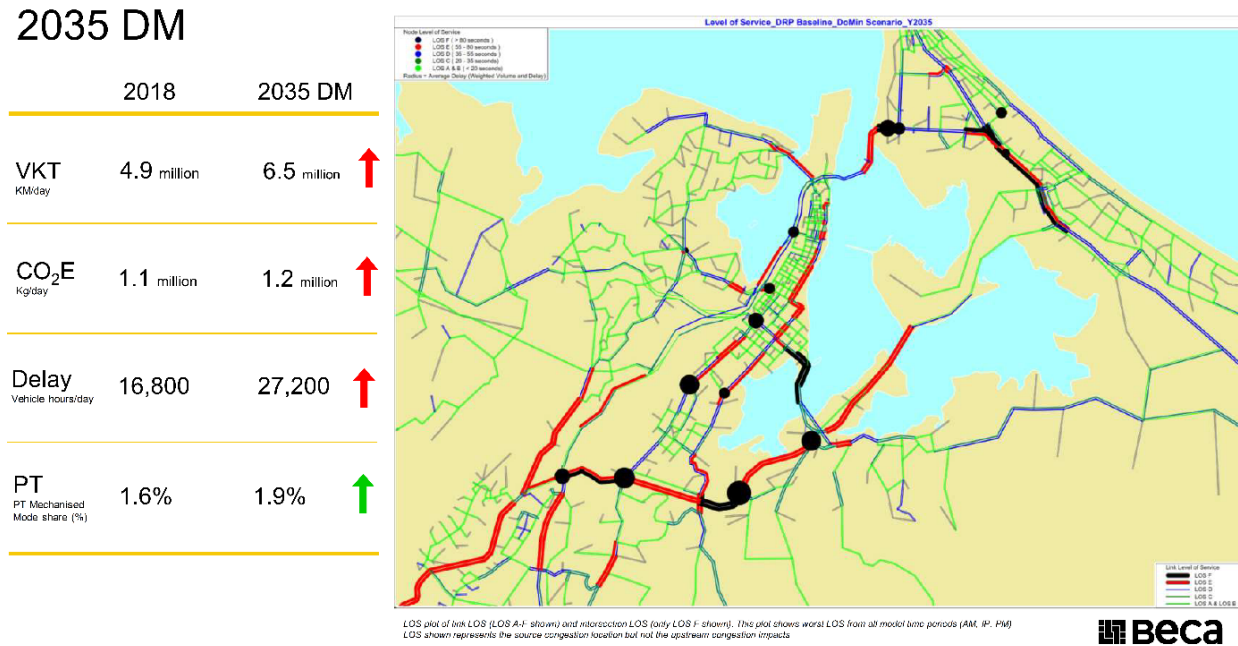 2035 DM
2018 2035 DM
VKT 4.9 million 6.5 million
KM/day
CO₂E 1.1 million 1.2 million
Kg/day
Delay 16,800 27,200
Vehicle hours/day
PT 1.6% 1.9%
PT Mechanised
Mode share (%)
Level of Service_DRP Baseline_DoMin Scenario_Y2035
Node Level of Service
LOS F ( > 80 seconds )
LOS E ( 55 - 80 seconds )
LOS D ( 35 - 55 seconds )
LOS C ( 20 - 35 seconds )
LOS A & B ( < 20 seconds )
Radius = Average Delay (Weighted Volume and Delay)
Link Level of Service
LOS F
LOS E
LOS D
LOS C
LOS A & LOS B
LOS plot of link LOS (LOS A-F shown) and intersection LOS (only LOS F shown). This plot shows worst LOS from all model time periods (AM, IP, PM)
LOS shown represents the source congestion location but not the upstream congestion impacts
Beca